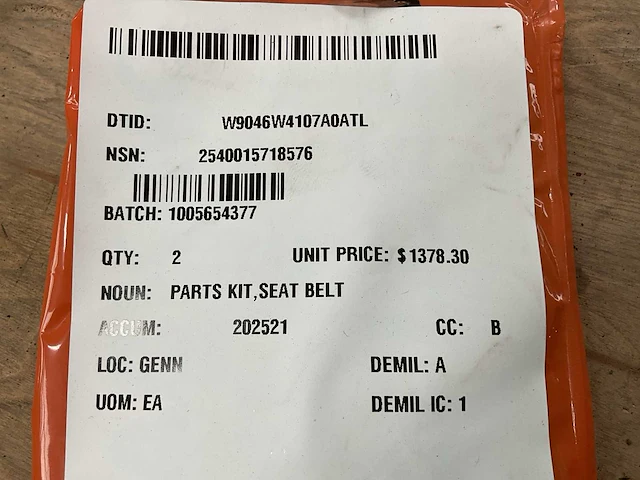 DTID: W9046W4107A0ATL
NSN: 2540015718576
BATCH: 1005654377
QTY: 2 UNIT PRICE: $1378.30
NOUN: PARTS KIT,SEAT BELT
ACCUM: 202521 CC: B
LOC: GENN DEMIL: A
UOM: EA DEMIL IC: 1